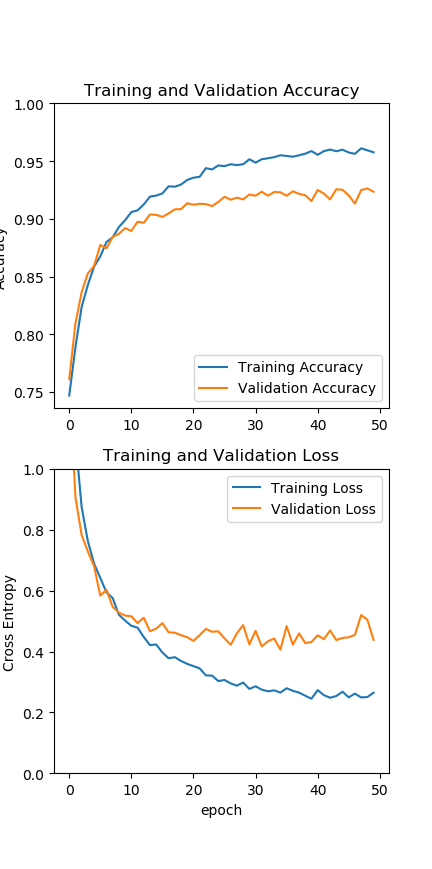 Training and Validation Accuracy
1.00
0.95
0.90
0.85
0.80
0.75
Accuracy
Training Accuracy
Validation Accuracy
0 10 20 30 40 50
Training and Validation Loss
1.0
0.8
0.6
0.4
0.2
0.0
Cross Entropy
Training Loss
Validation Loss
0 10 20 30 40 50
epoch